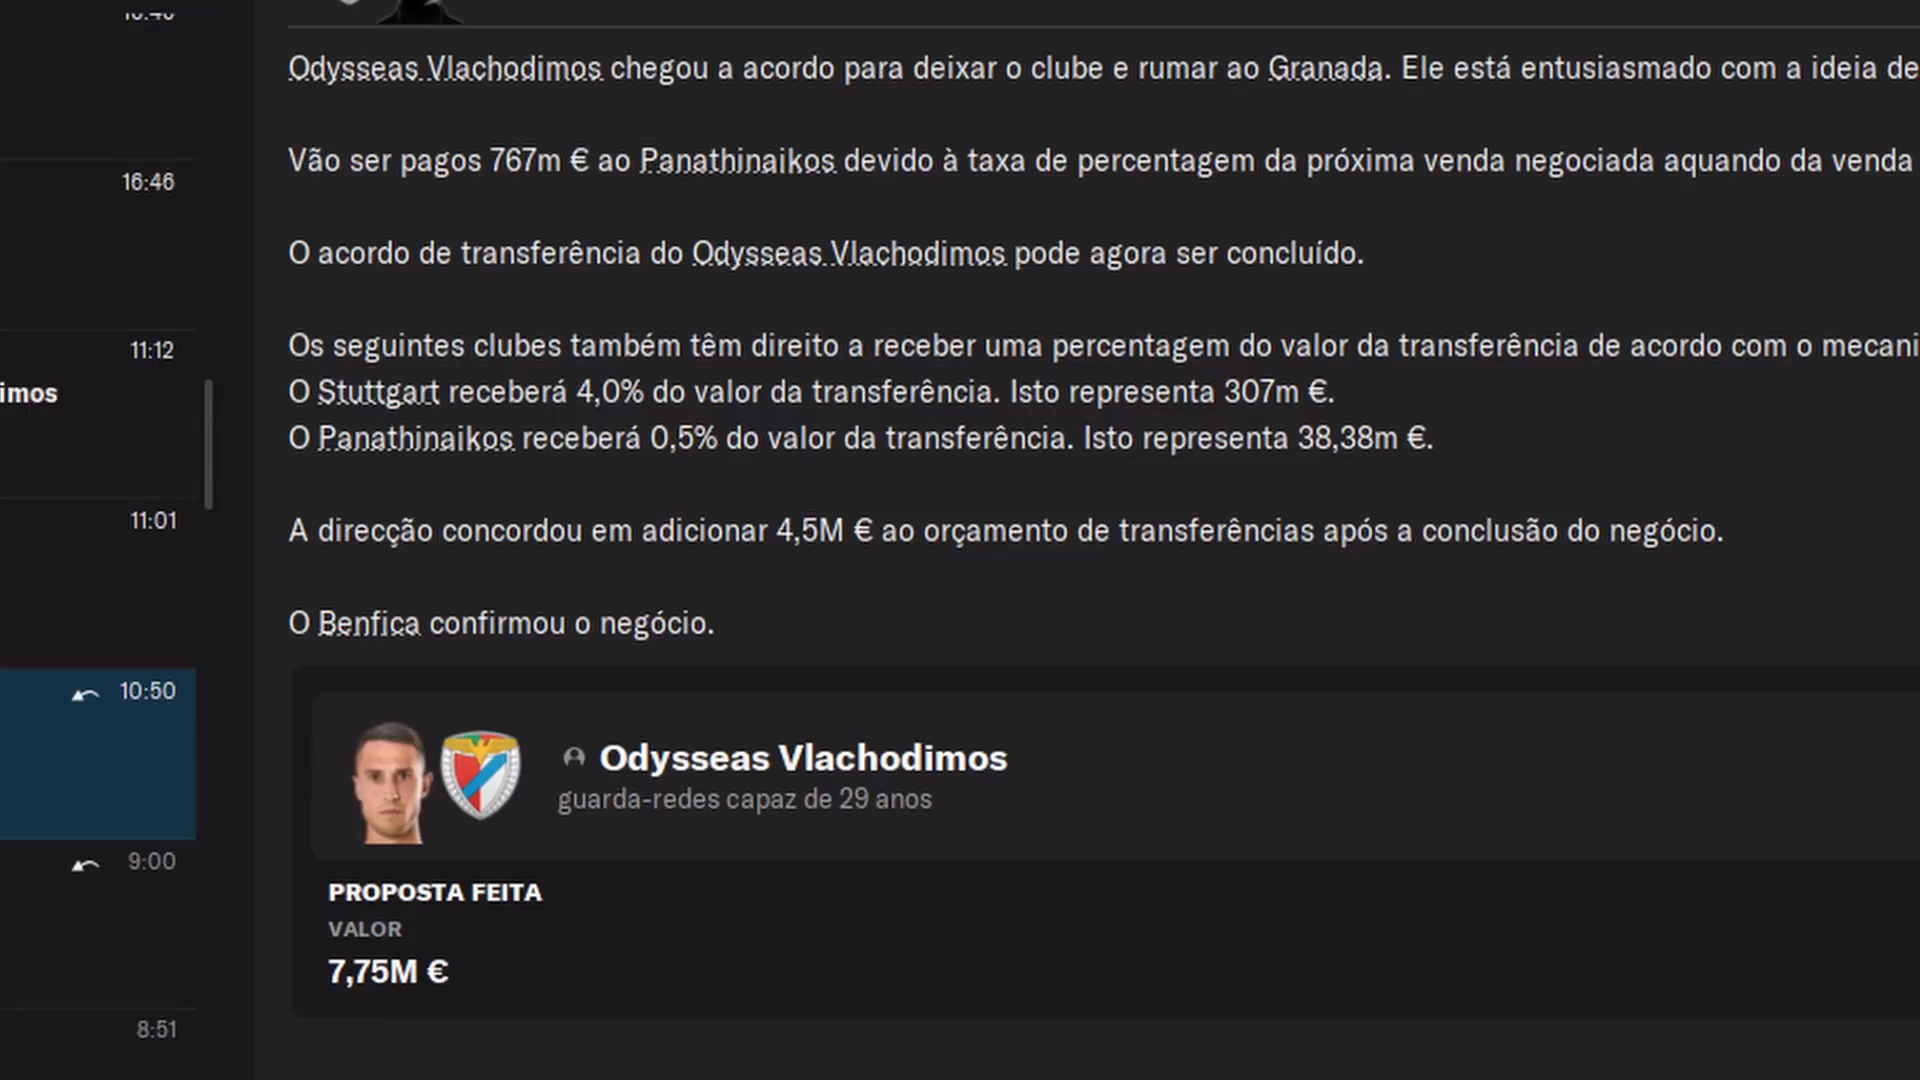 16:46
11:12
imos
11:01
10:50
9:00
8:51
Odysseas Vlachodimos chegou a acordo para deixar o clube e rumar ao Granada. Ele está entusiasmado com a ideia de
Vão ser pagos 767m € ao Panathinaikos devido à taxa de percentagem da próxima venda negociada aquando da venda
O acordo de transferência do Odysseas Vlachodimos pode agora ser concluído.
Os seguintes clubes também têm direito a receber uma percentagem do valor da transferência de acordo com o mecani
O Stuttgart receberá 4,0% do valor da transferência. Isto representa 307m €.
O Panathinaikos receberá 0,5% do valor da transferência. Isto representa 38,38m €.
A direcção concordou em adicionar 4,5M € ao orçamento de transferências após a conclusão do negócio.
O Benfica confirmou o negócio.
Odysseas Vlachodimos
guarda-redes capaz de 29 anos
PROPOSTA FEITA
VALOR
7,75M €